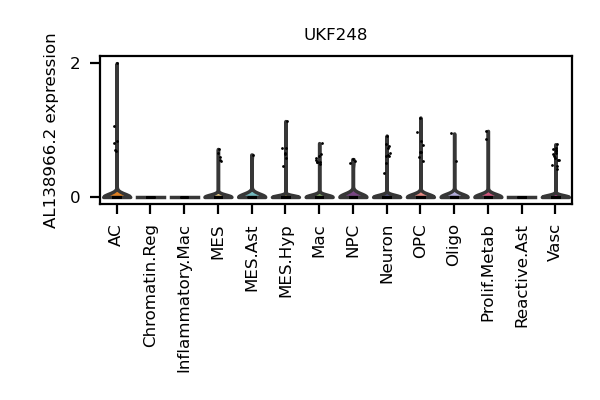 UKF248
AL138966.2 expression
2
0
AC
Chromatin.Reg
Inflammatory.Mac
MES
MES.Ast
MES.Hyp
Mac
NPC
Neuron
OPC
Oligo
Prolif.Metab
Reactive.Ast
Vasc